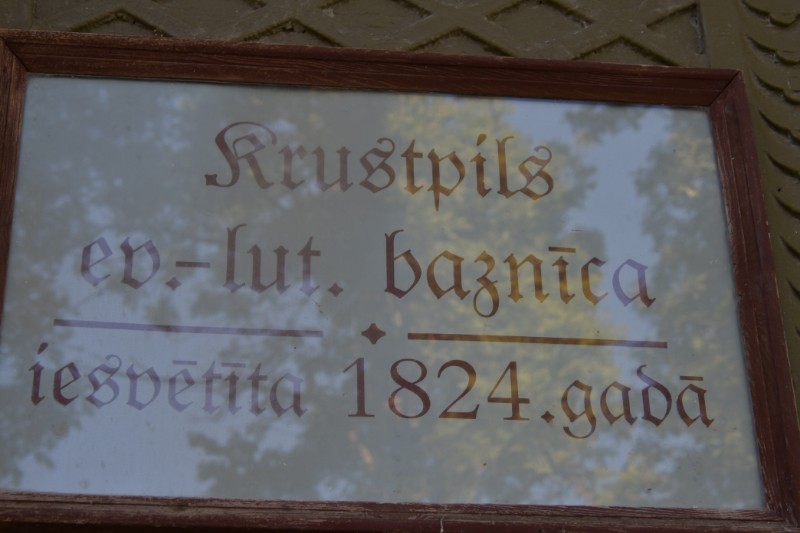 Krustpils
ev.-lut. baznīca
iesvētīta 1824.gadā